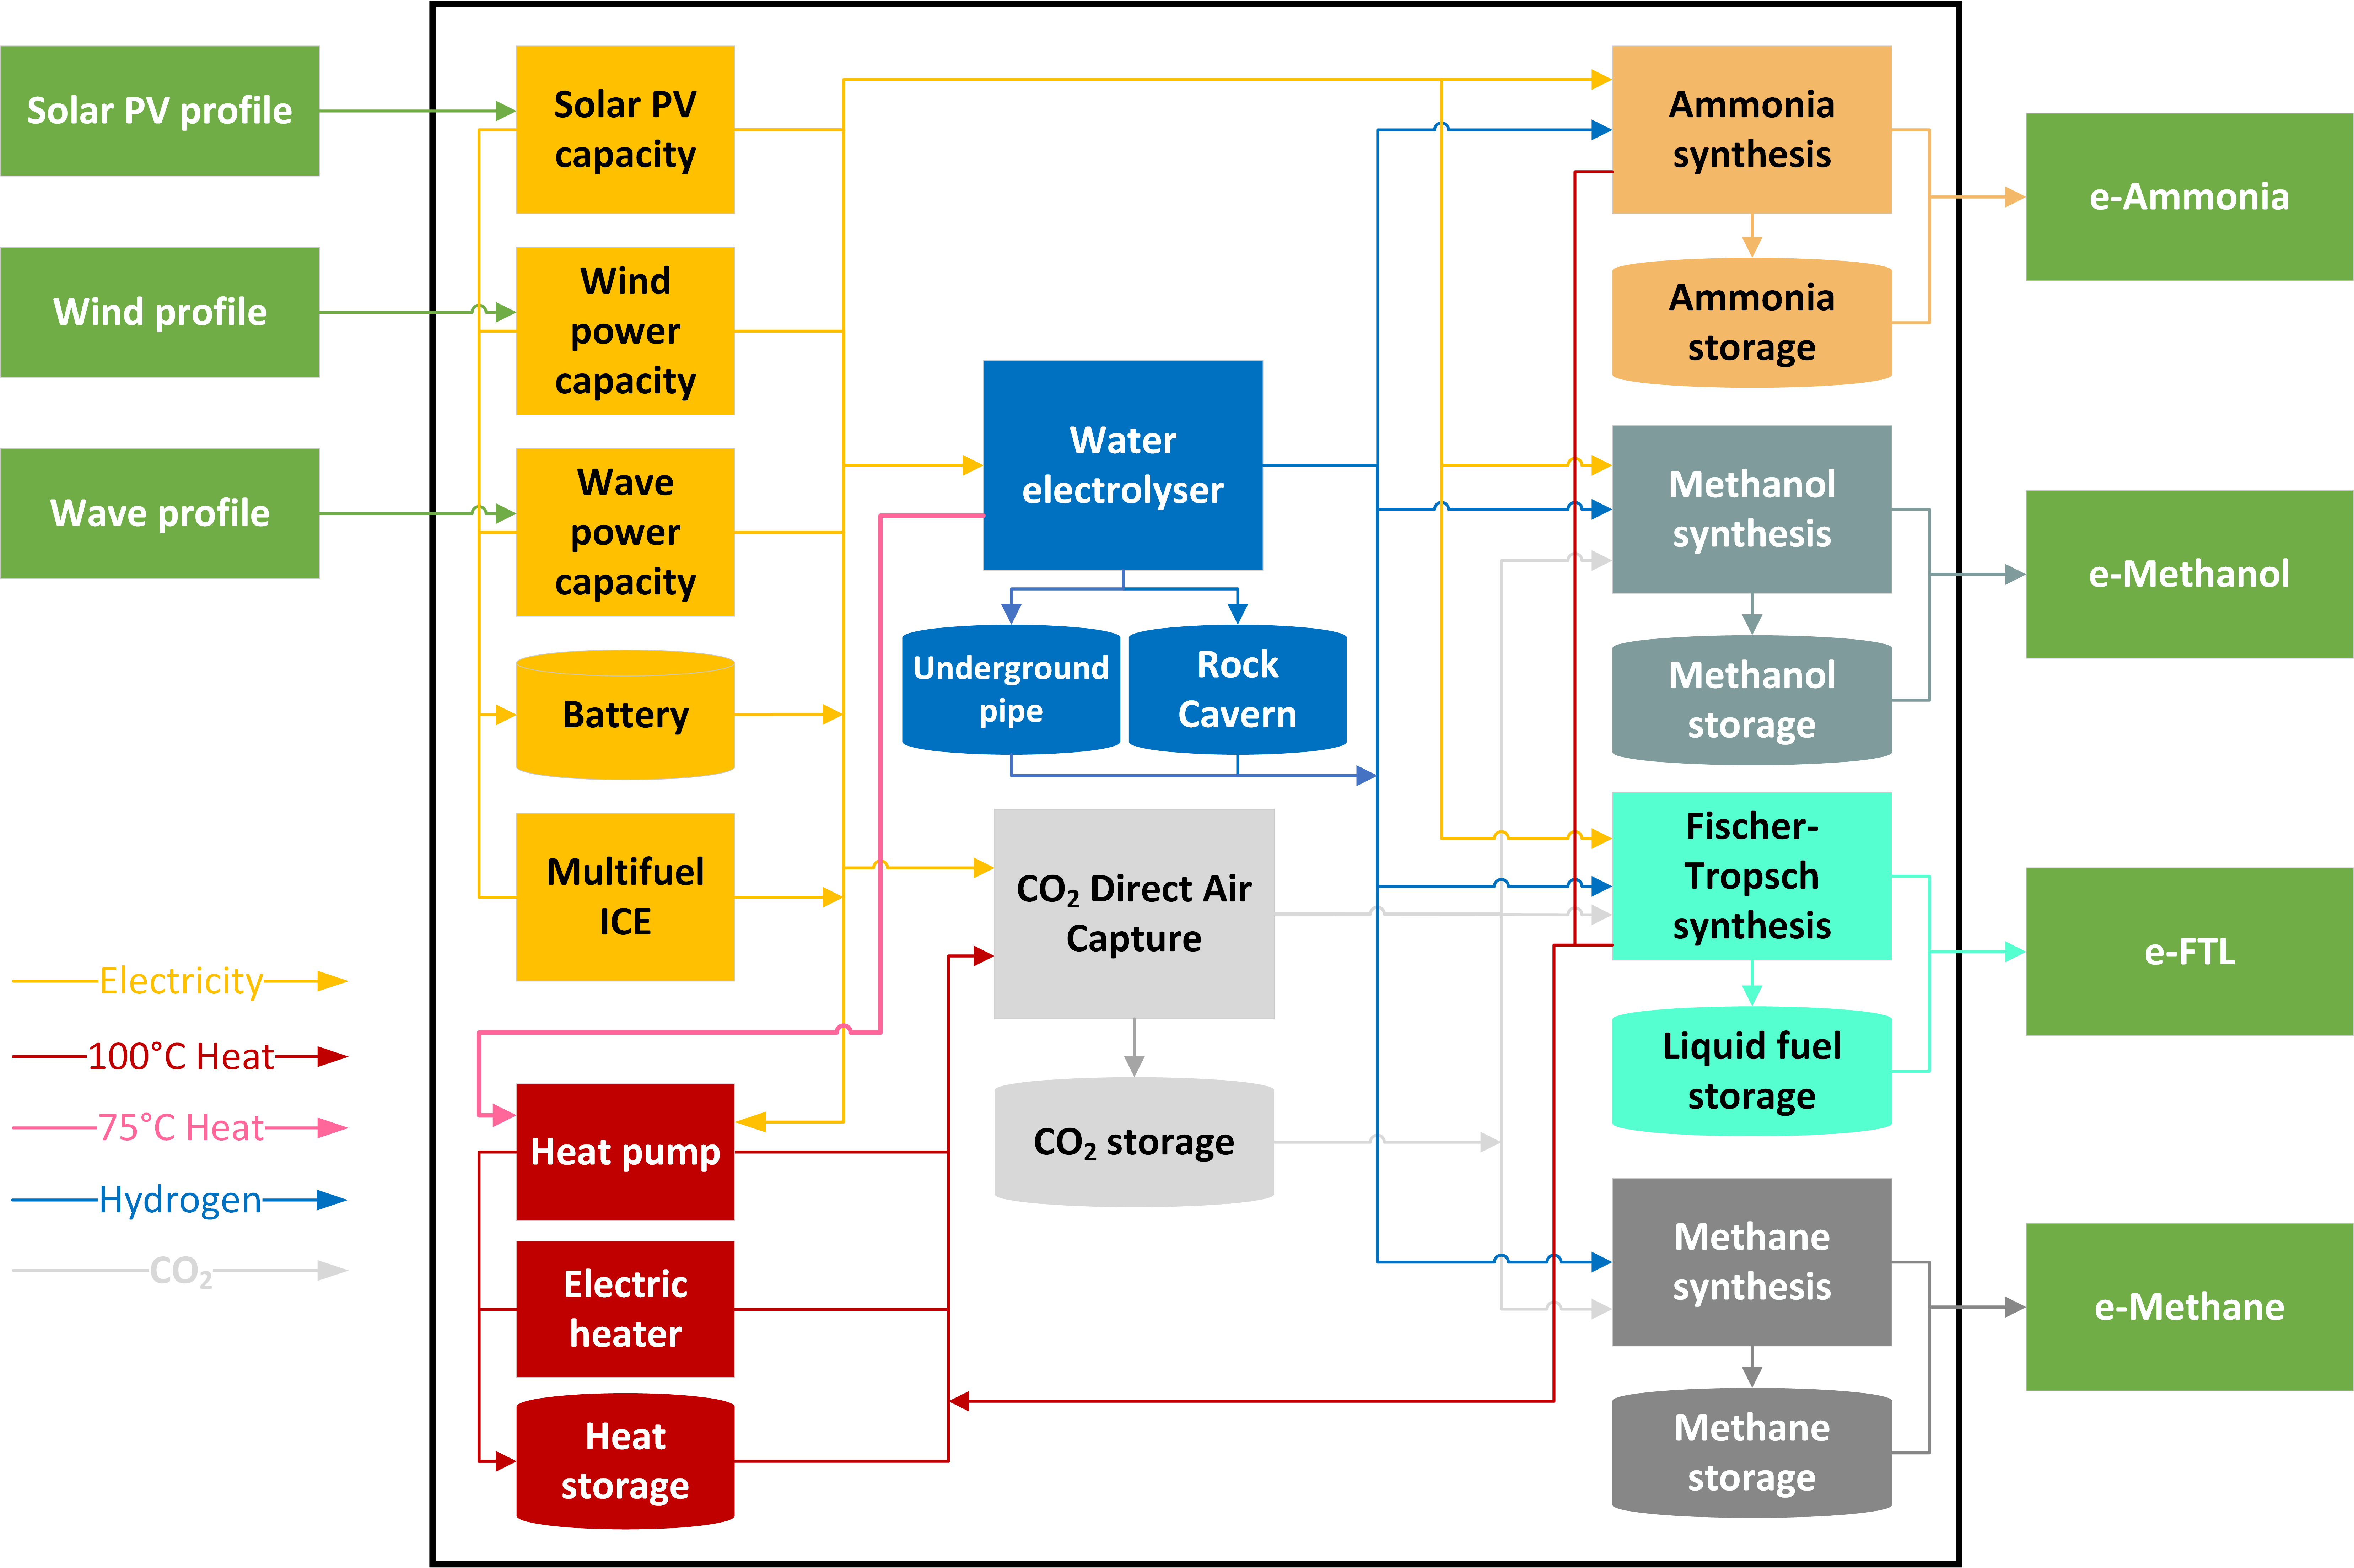 Solar PV profile
Wind profile
Wave profile
Electricity
100°C Heat
75°C Heat
Hydrogen
CO₂
Solar PV
capacity
Wind
power
capacity
Wave
power
capacity
Battery
Multifuel
ICE
Heat pump
Electric
heater
Heat
storage
Water
electrolyser
Underground
pipe
Rock
Cavern
CO₂ Direct Air
Capture
CO₂ storage
Ammonia
synthesis
Ammonia
storage
Methanol
synthesis
Methanol
storage
Fischer-
Tropsch
synthesis
Liquid fuel
storage
Methane
synthesis
Methane
storage
e-Ammonia
e-Methanol
e-FTL
e-Methane